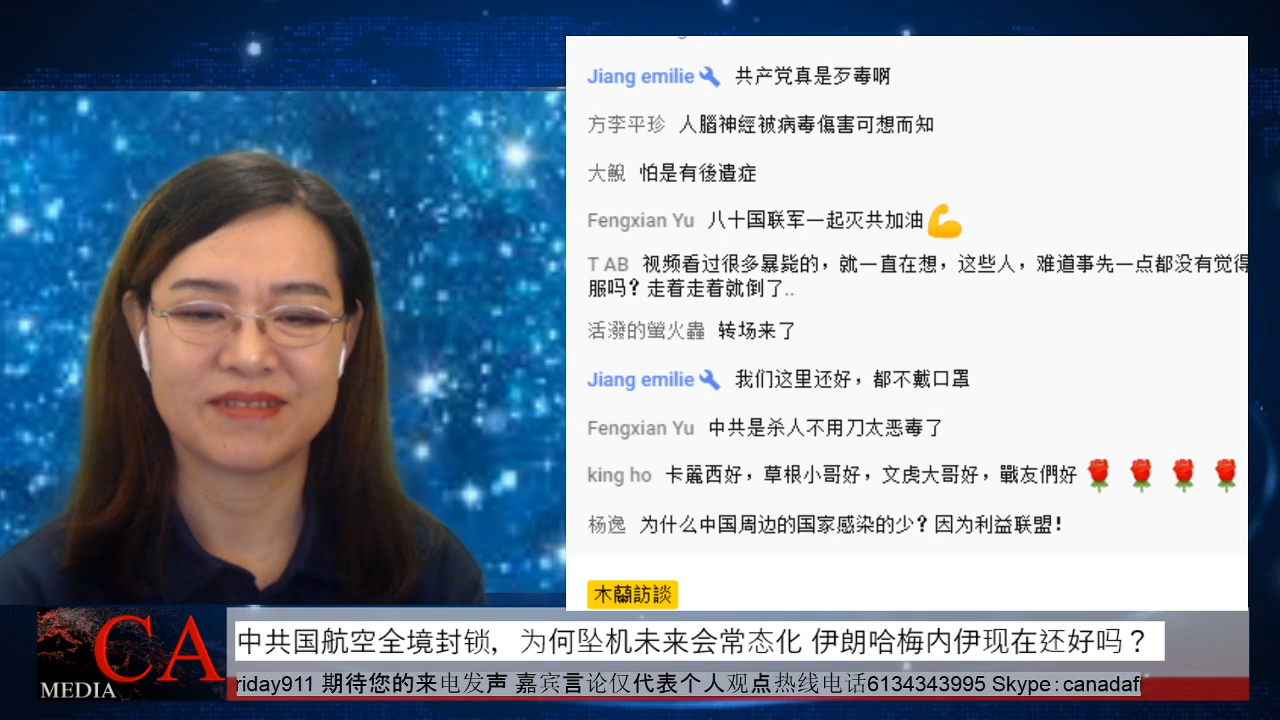 Jiang emilie 共产党真是歹毒啊
方李平珍 人腦神經被病毒傷害可想而知
大鯢 怕是有後遺症
Fengxian Yu 八十国联军一起灭共加油💪
T AB 视频看过很多暴毙的，就一直在想，这些人，难道事先一点都没有觉得
服吗？走着走着就倒了..
活潑的螢火蟲 转场来了
Jiang emilie 我们这里还好，都不戴口罩
Fengxian Yu 中共是杀人不用刀太恶毒了
king ho 卡麗西好，草根小哥好，文虎大哥好，戰友們好🌹🌹🌹🌹
杨逸 为什么中国周边的国家感染的少？因为利益联盟！
木蘭訪談
CA
MEDIA
中共国航空全境封锁，为何坠机未来会常态化 伊朗哈梅内伊现在还好吗？
riday911 期待您的来电发声 嘉宾言论仅代表个人观点热线电话6134343995 Skype:canadaf